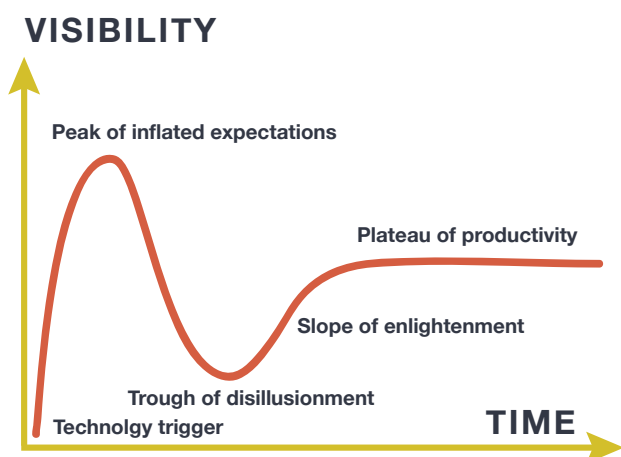 VISIBILITY
Peak of inflated expectations
Plateau of productivity
Slope of enlightenment
Trough of disillusionment
Technolgy trigger
TIME